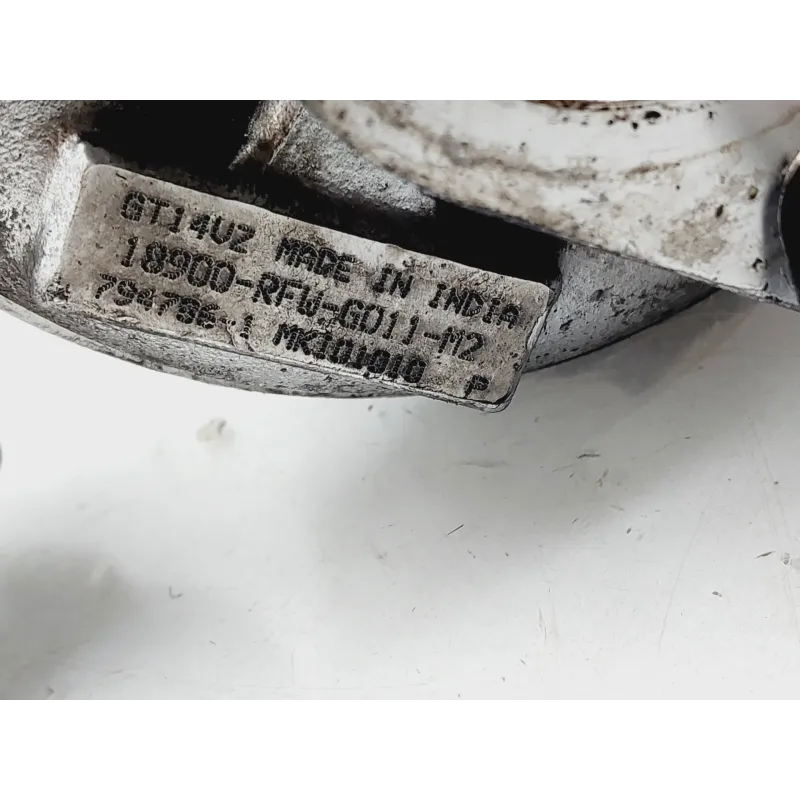 GT14VZ MADE IN INDIA
18900-RFW-G011-M2
794786-1 MK101010 P